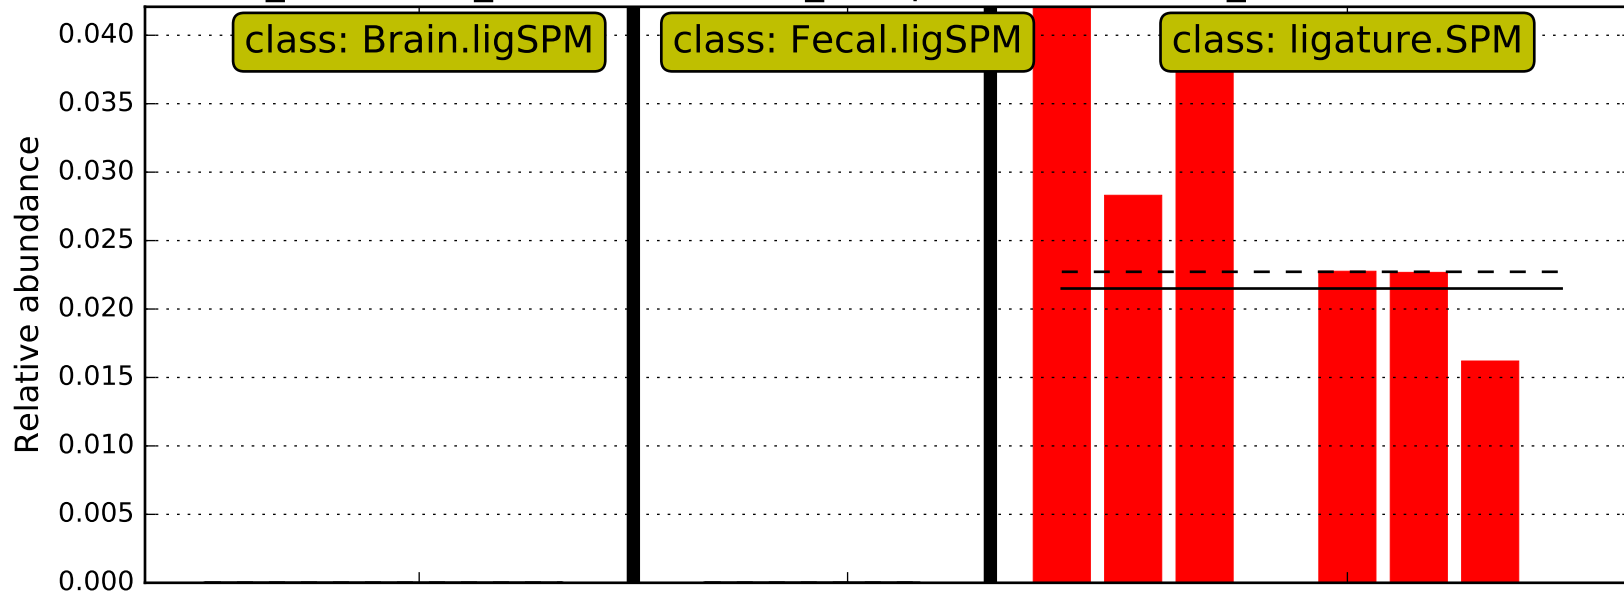 0.040
0.035
0.030
0.025
0.020
0.015
0.010
0.005
0.000
Relative abundance
class: Brain.ligSPM
class: Fecal.ligSPM
class: ligature.SPM